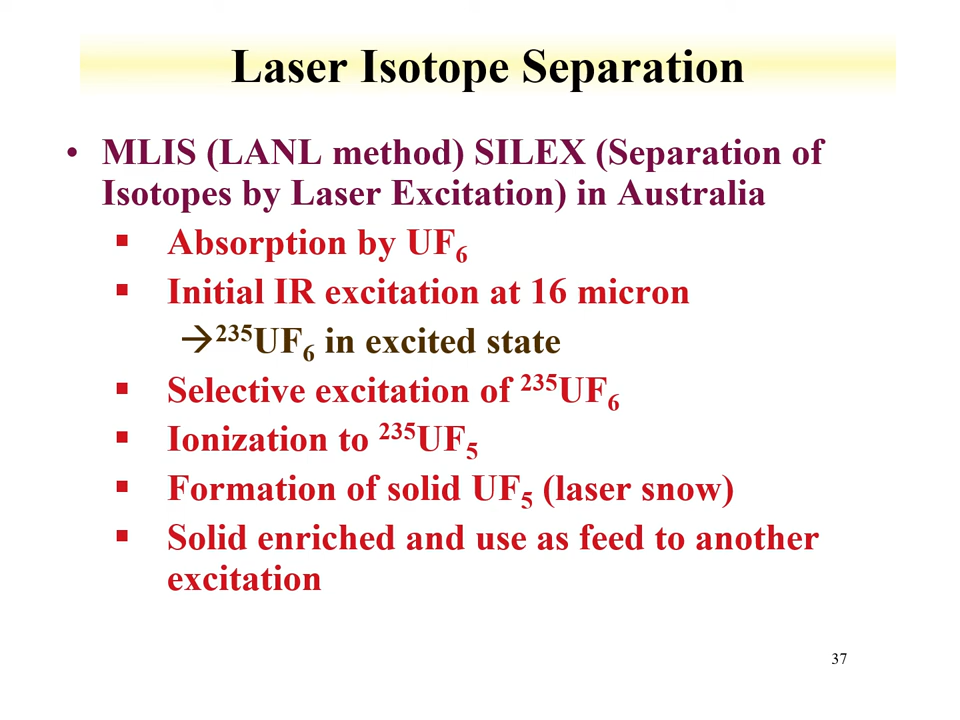 Laser Isotope Separation
• MLIS (LANL method) SILEX (Separation of
Isotopes by Laser Excitation) in Australia
▪ Absorption by UF₆
▪ Initial IR excitation at 16 micron
→²³⁵UF₆ in excited state
▪ Selective excitation of ²³⁵UF₆
▪ Ionization to ²³⁵UF₅
▪ Formation of solid UF₅ (laser snow)
▪ Solid enriched and use as feed to another
excitation
37